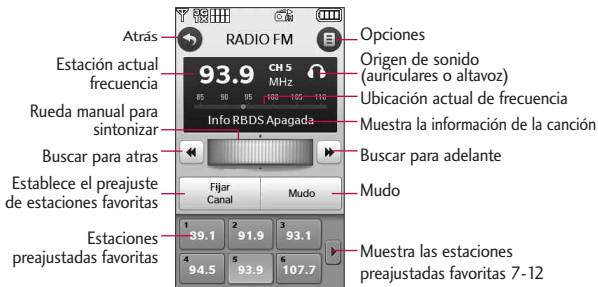 Atrás
RADIO FM
Opciones
Estación actual
frecuencia
93.9
CH 5
MHz
Origen de sonido
(auriculares o altavoz)
85 90 95 100 105 110
Ubicación actual de frecuencia
Rueda manual para
sintonizar
Info RBDS Apagada
Muestra la información de la canción
Buscar para atras
Buscar para adelante
Establece el preajuste
de estaciones favoritas
Fijar
Canal
Mudo
Mudo
Estaciones
preajustadas favoritas
1 89.1 2 91.9 3 93.1
4 94.5 5 93.9 6 107.7
Muestra las estaciones
preajustadas favoritas 7-12